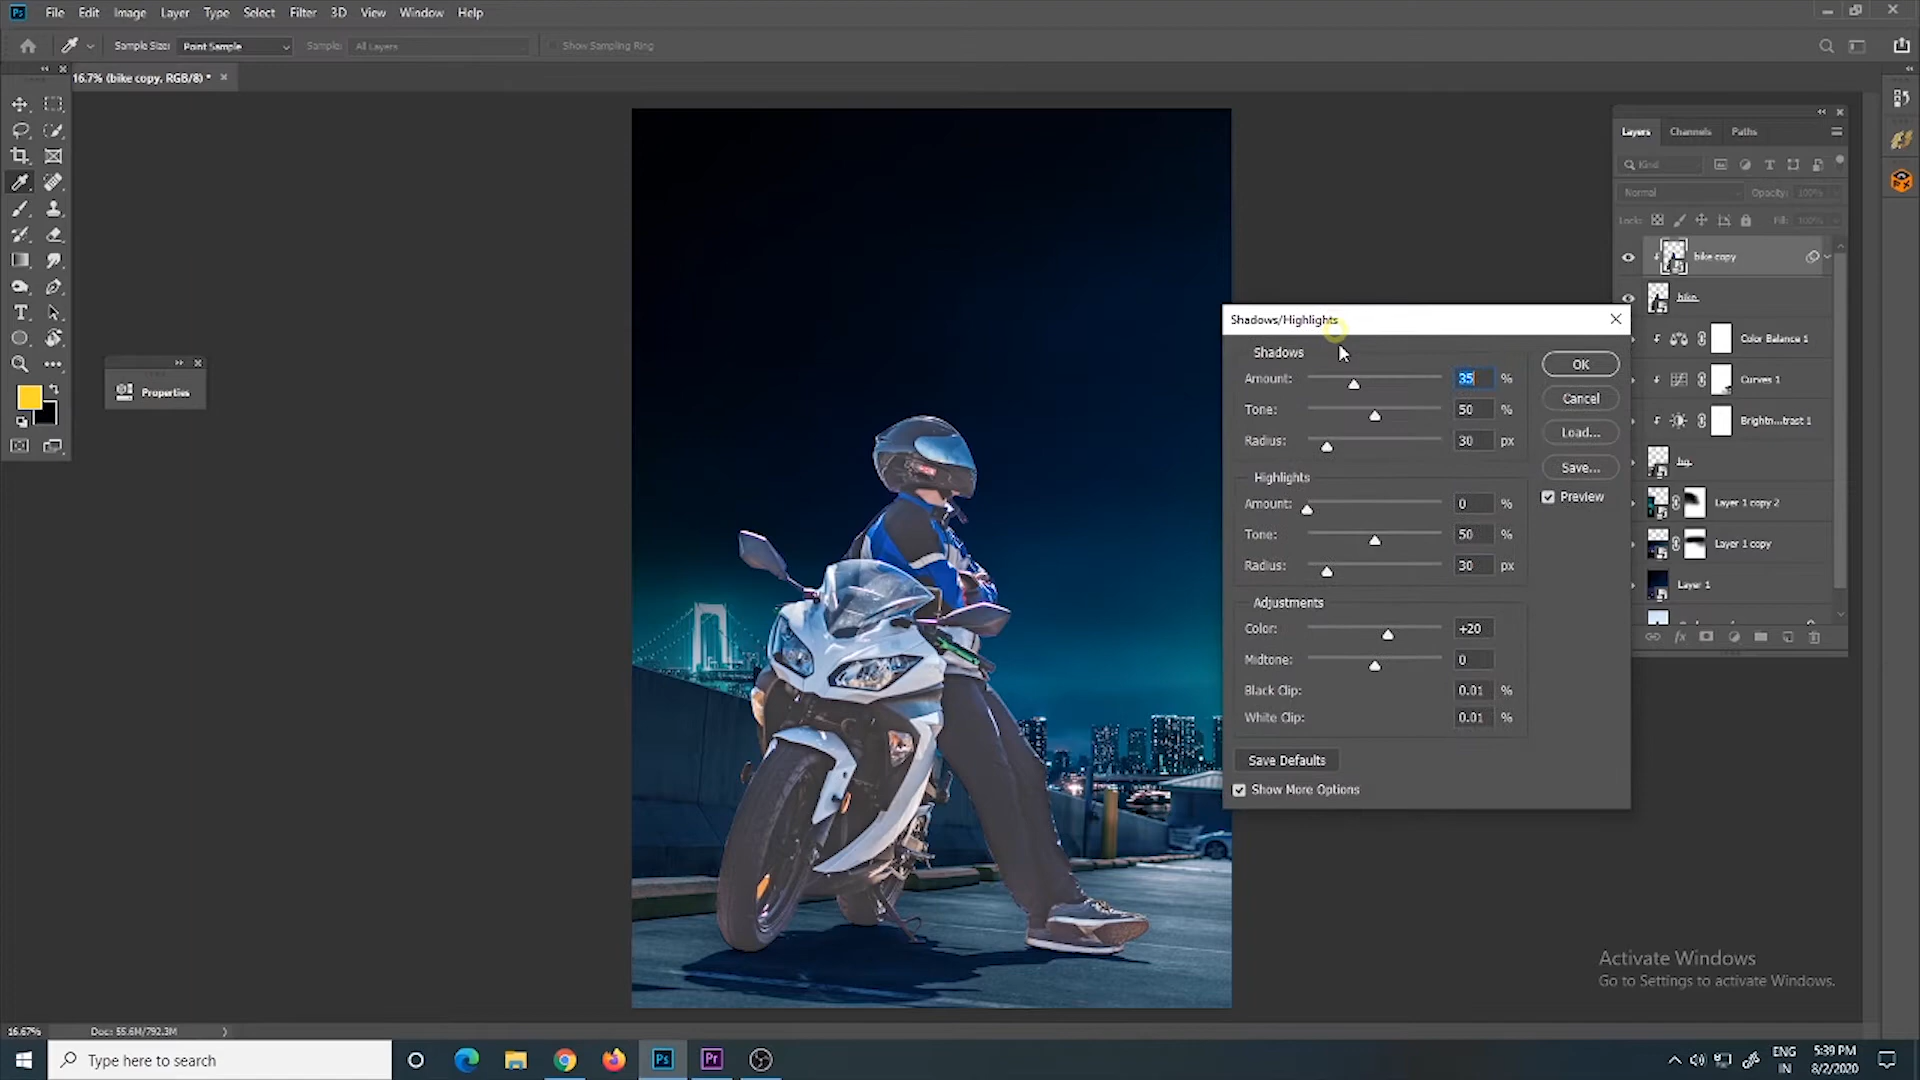 Ps File Edit Image Layer Type Select Filter 3D View Window Help
Sample Size: Point Sample Sample: All Layers Show Sampling Ring
16.7% (bike copy, RGB/8) *
Properties
Layers Channels Paths
Kind
Normal Opacity: 100%
Locks: Fill: 100%
bike copy
bike
Color Balance 1
Curves 1
Brightn...trast 1
bg
Layer 1 copy 2
Layer 1 copy
Layer 1
Shadows/Highlights
Shadows
Amount: 35 %
Tone: 50 %
Radius: 30 px
Highlights
Amount: 0 %
Tone: 50 %
Radius: 30 px
Adjustments
Color: +20
Midtone: 0
Black Clip: 0.01 %
White Clip: 0.01 %
Save Defaults
Show More Options
OK
Cancel
Load...
Save...
Preview
Activate Windows
Go to Settings to activate Windows.
16.67% Doc: 55.6M/792.3M
Type here to search
Ps
Pr
ENG
IN
5:39 PM
8/2/2020